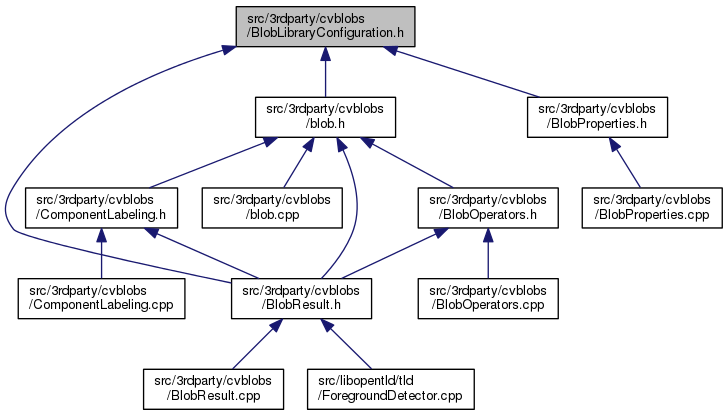 src/3rdparty/cvblobs
/BlobLibraryConfiguration.h
src/3rdparty/cvblobs
/blob.h
src/3rdparty/cvblobs
/BlobProperties.h
src/3rdparty/cvblobs
/ComponentLabeling.h
src/3rdparty/cvblobs
/blob.cpp
src/3rdparty/cvblobs
/BlobOperators.h
src/3rdparty/cvblobs
/BlobProperties.cpp
src/3rdparty/cvblobs
/ComponentLabeling.cpp
src/3rdparty/cvblobs
/BlobResult.h
src/3rdparty/cvblobs
/BlobOperators.cpp
src/3rdparty/cvblobs
/BlobResult.cpp
src/libopentld/tld
/ForegroundDetector.cpp